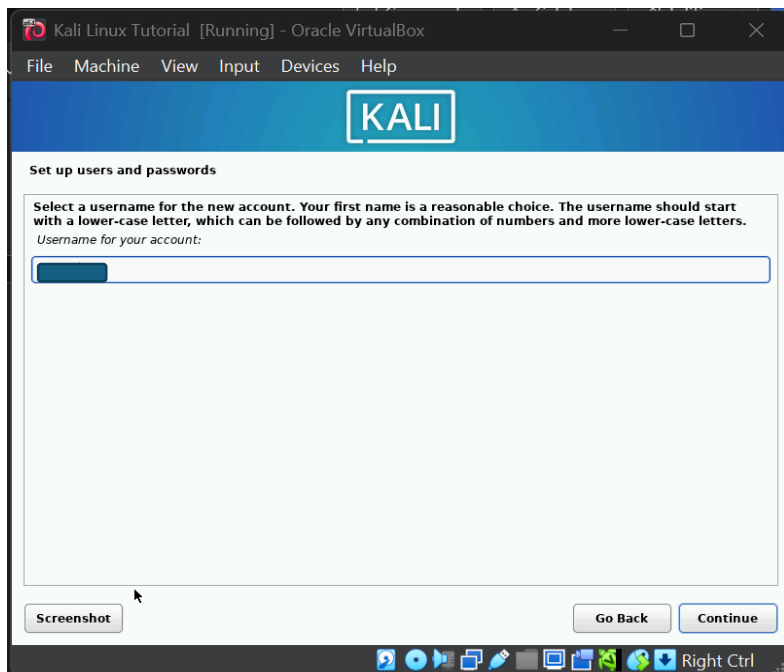 Kali Linux Tutorial [Running] - Oracle VirtualBox
File Machine View Input Devices Help
KALI
Set up users and passwords
Select a username for the new account. Your first name is a reasonable choice. The username should start
with a lower-case letter, which can be followed by any combination of numbers and more lower-case letters.
Username for your account:
Screenshot Go Back Continue
Right Ctrl